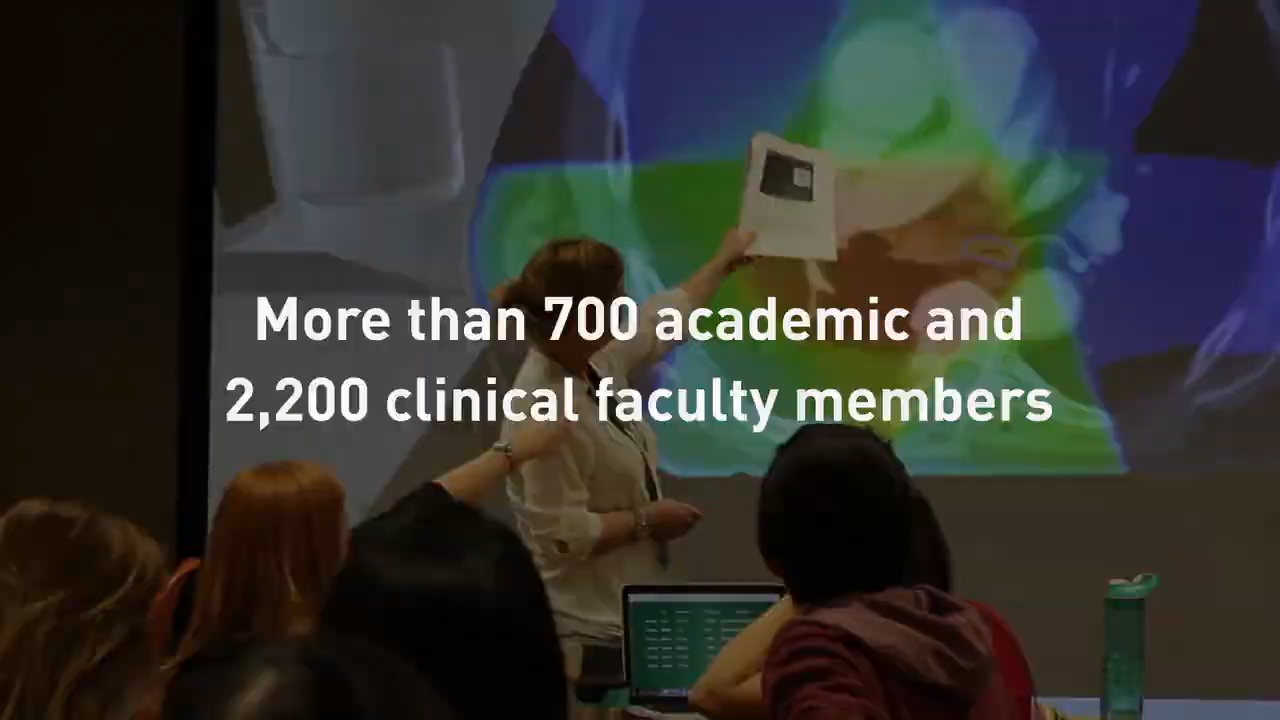 More than 700 academic and
2,200 clinical faculty members